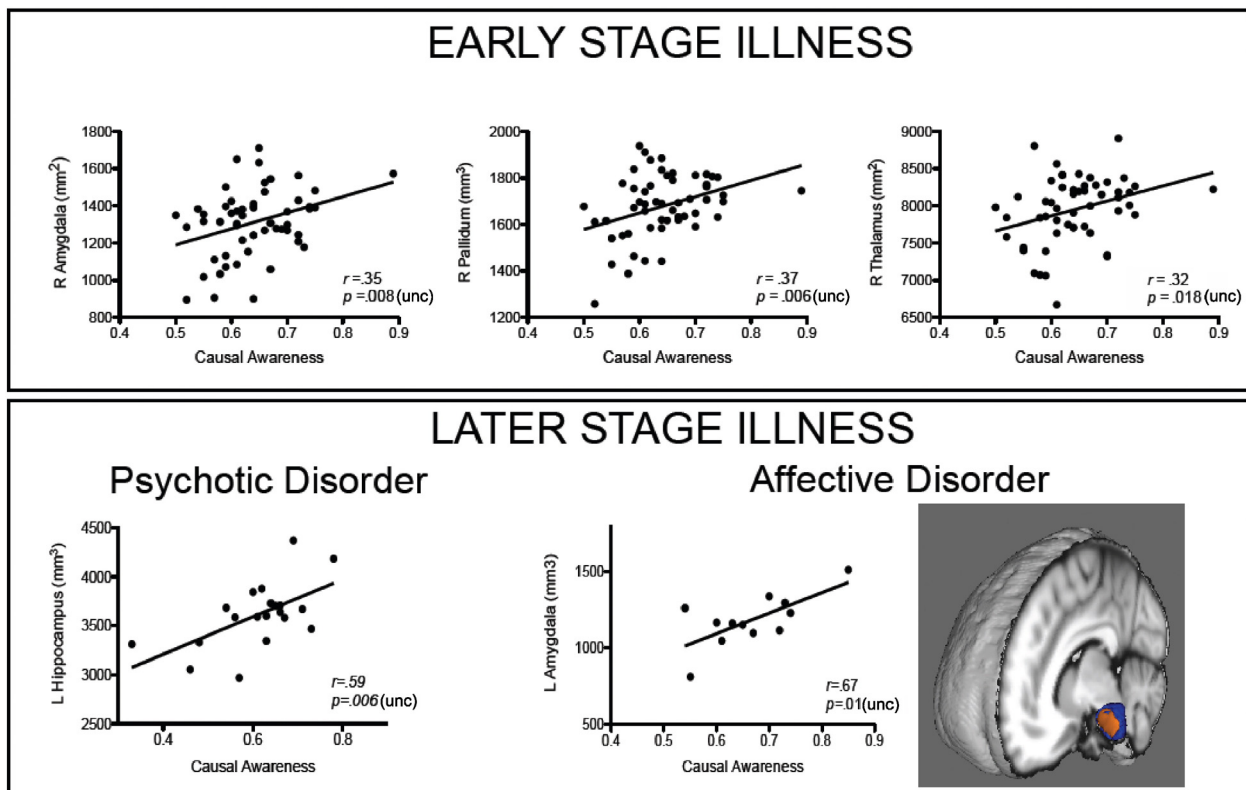 EARLY STAGE ILLNESS
R Amygdala (mm²)
1800
1600
1400
1200
1000
800
0.4 0.5 0.6 0.7 0.8 0.9
Causal Awareness
r = .35
p = .008 (unc)
R Pallidum (mm³)
2000
1800
1600
1400
1200
0.4 0.5 0.6 0.7 0.8 0.9
Causal Awareness
r = .37
p = .006 (unc)
R Thalamus (mm²)
9000
8500
8000
7500
7000
6500
0.4 0.5 0.6 0.7 0.8 0.9
Causal Awareness
r = .32
p = .018 (unc)
LATER STAGE ILLNESS
Psychotic Disorder
L Hippocampus (mm³)
4500
4000
3500
3000
2500
0.4 0.6 0.8
Causal Awareness
r=.59
p=.006 (unc)
Affective Disorder
L Amygdala (mm3)
1500
1000
500
0.4 0.5 0.6 0.7 0.8 0.9
Causal Awareness
r=.67
p=.01 (unc)